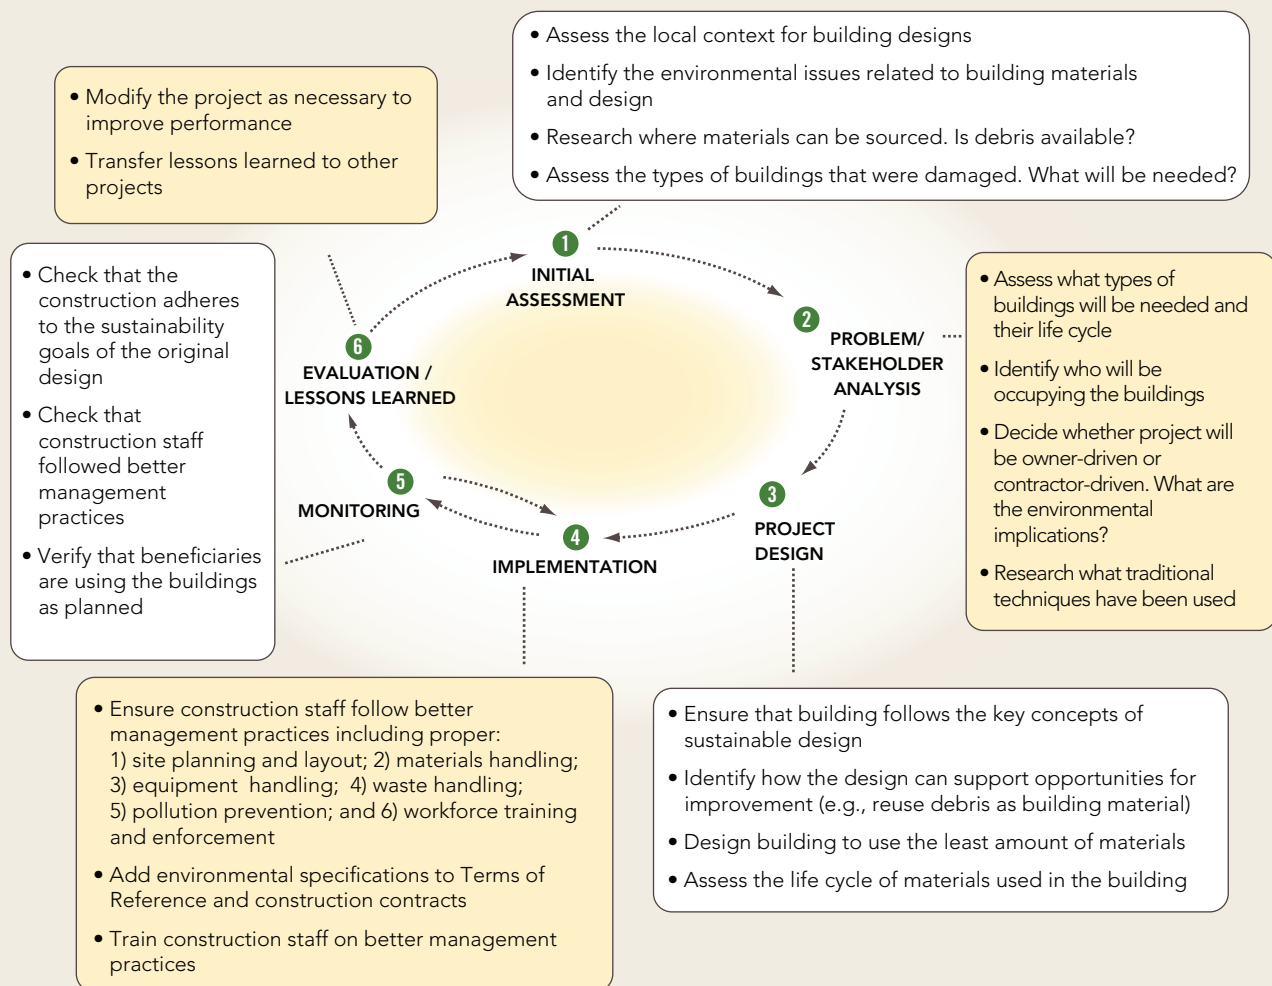 • Assess the local context for building designs
• Identify the environmental issues related to building materials
and design
• Research where materials can be sourced. Is debris available?
• Assess the types of buildings that were damaged. What will be needed?
• Modify the project as necessary to
improve performance
• Transfer lessons learned to other
projects
1
INITIAL
ASSESSMENT
2
PROBLEM/
STAKEHOLDER
ANALYSIS
• Assess what types of
buildings will be needed and
their life cycle
• Identify who will be
occupying the buildings
• Decide whether project will
be owner-driven or
contractor-driven. What are
the environmental
implications?
• Research what traditional
techniques have been used
• Check that the
construction adheres
to the sustainability
goals of the original
design
• Check that
construction staff
followed better
management
practices
• Verify that beneficiaries
are using the buildings
as planned
6
EVALUATION /
LESSONS LEARNED
5
MONITORING
3
PROJECT
DESIGN
4
IMPLEMENTATION
• Ensure construction staff follow better
management practices including proper:
1) site planning and layout; 2) materials handling;
3) equipment handling; 4) waste handling;
5) pollution prevention; and 6) workforce training
and enforcement
• Add environmental specifications to Terms of
Reference and construction contracts
• Train construction staff on better management
practices
• Ensure that building follows the key concepts of
sustainable design
• Identify how the design can support opportunities for
improvement (e.g., reuse debris as building material)
• Design building to use the least amount of materials
• Assess the life cycle of materials used in the building